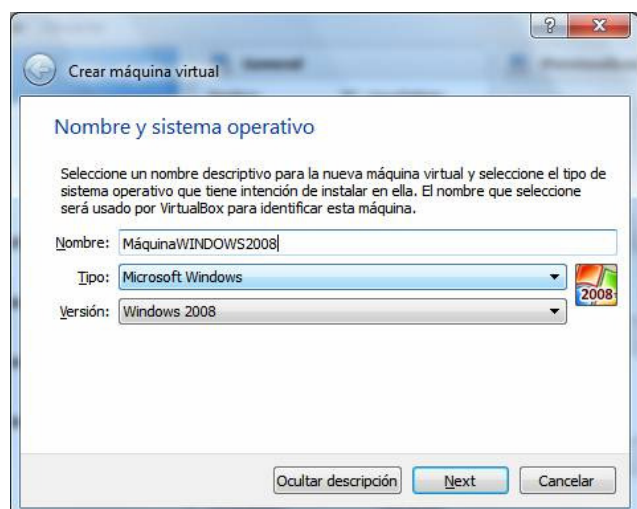 Crear máquina virtual
Nombre y sistema operativo
Seleccione un nombre descriptivo para la nueva máquina virtual y seleccione el tipo de
sistema operativo que tiene intención de instalar en ella. El nombre que seleccione
será usado por VirtualBox para identificar esta máquina.
Nombre: MáquinaWINDOWS2008
Tipo: Microsoft Windows
2008
Versión: Windows 2008
Ocultar descripción Next Cancelar